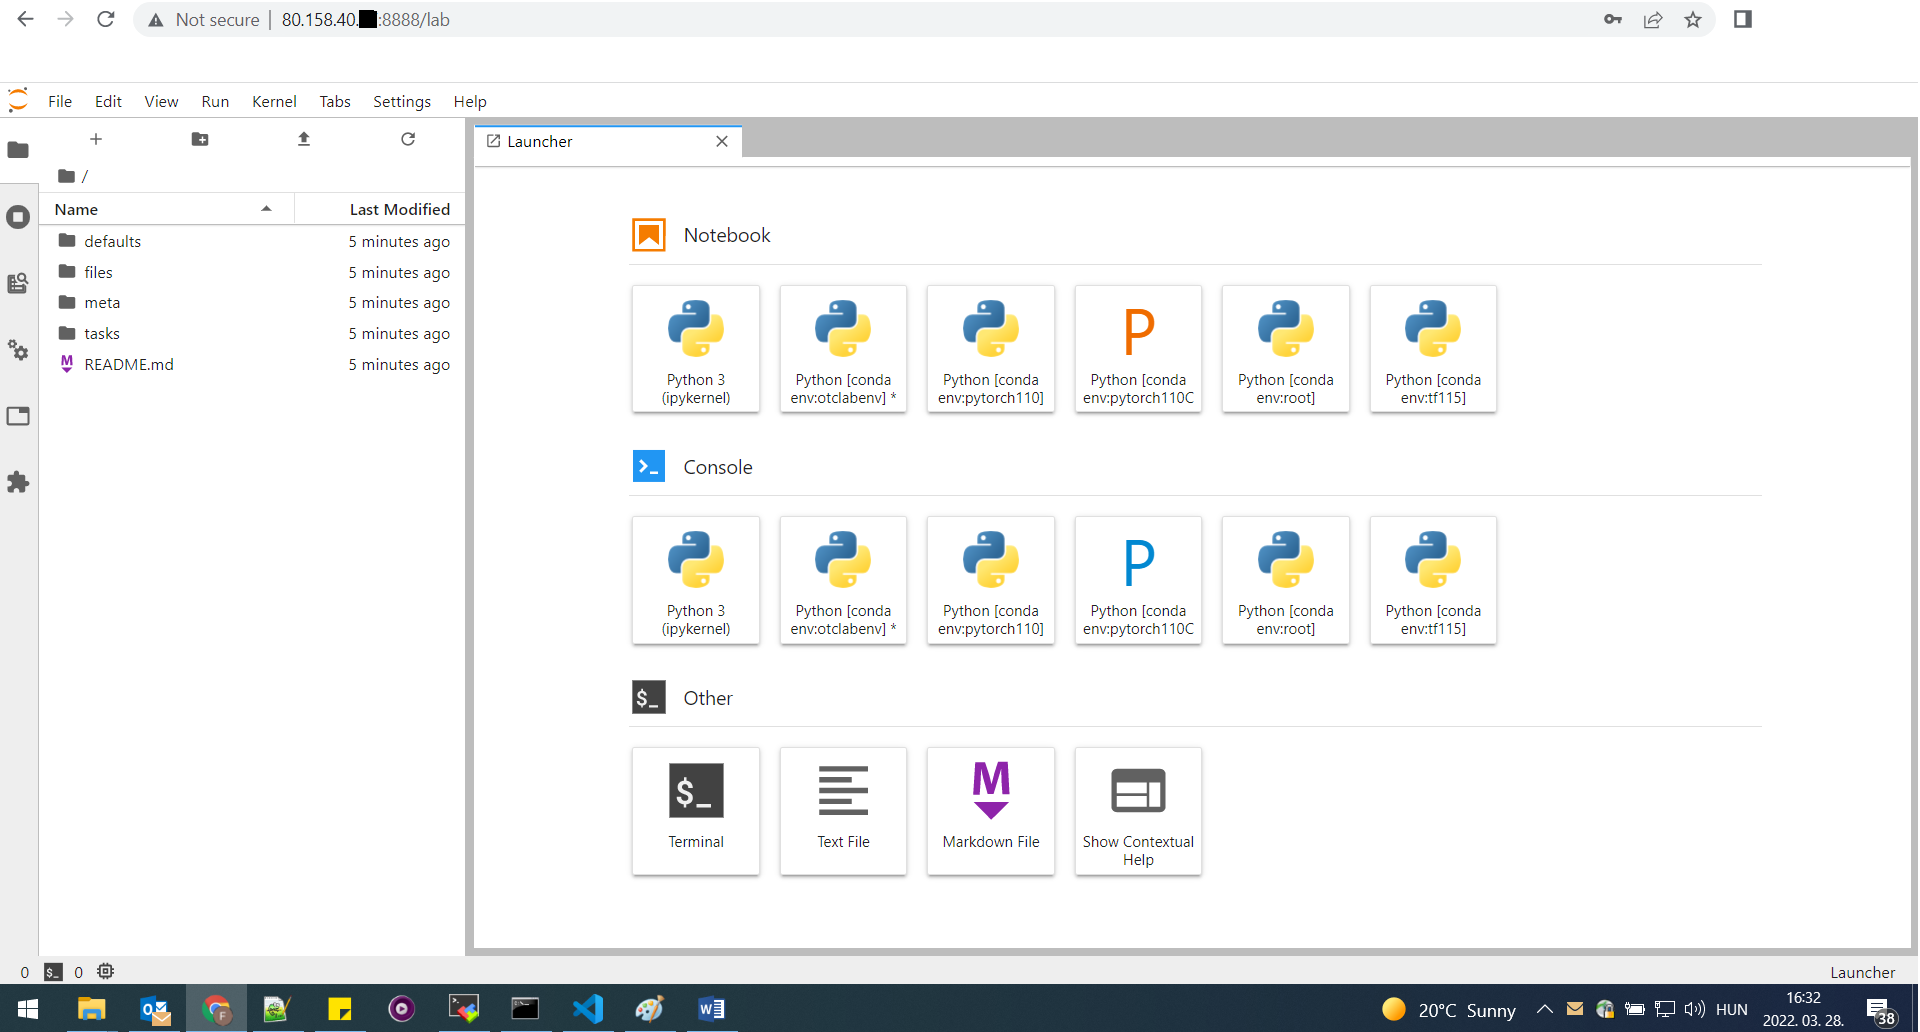 Not secure | 80.158.40. :8888/lab
File Edit View Run Kernel Tabs Settings Help
Launcher
/
Name Last Modified
defaults 5 minutes ago
files 5 minutes ago
meta 5 minutes ago
tasks 5 minutes ago
README.md 5 minutes ago
Notebook
Python 3
(ipykernel)
Python [conda
env:otclabenv] *
Python [conda
env:pytorch110]
P
Python [conda
env:pytorch110C
Python [conda
env:root]
Python [conda
env:tf115]
Console
Python 3
(ipykernel)
Python [conda
env:otclabenv] *
Python [conda
env:pytorch110]
P
Python [conda
env:pytorch110C
Python [conda
env:root]
Python [conda
env:tf115]
$_ Other
$_
Terminal
Text File
M
Markdown File
Show Contextual
Help
0 $_ 0 Launcher
20°C Sunny HUN
16:32
2022. 03. 28.
38